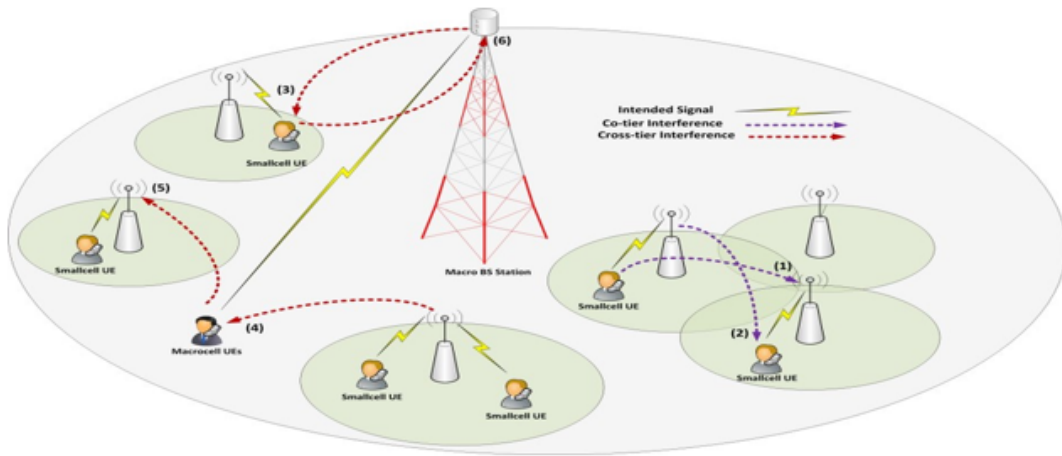 (6)
(3)
Intended Signal
Co-tier Interference
Cross-tier Interference
Smallcell UE
(5)
Smallcell UE
Macro BS Station
(1)
Smallcell UE
(4)
(2)
Macrocell UEs
Smallcell UE
Smallcell UE
Smallcell UE